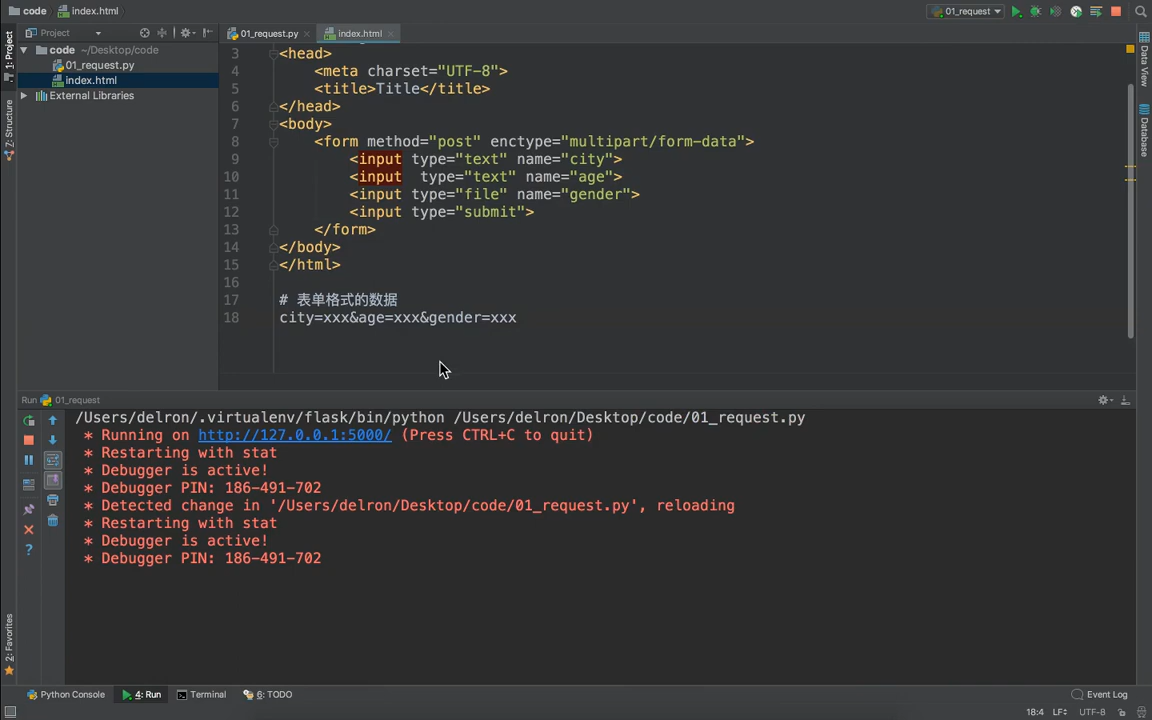 code index.html 01_request
Project
01_request.py index.html
code ~/Desktop/code
01_request.py
index.html
External Libraries
1: Project
Z: Structure
2: Favorites
Data View
Database
3 <head>
4 <meta charset="UTF-8">
5 <title>Title</title>
6 </head>
7 <body>
8 <form method="post" enctype="multipart/form-data">
9 <input type="text" name="city">
10 <input  type="text" name="age">
11 <input type="file" name="gender">
12 <input type="submit">
13 </form>
14 </body>
15 </html>
16
17 # 表单格式的数据
18 city=xxx&age=xxx&gender=xxx
Run 01_request
/Users/delron/.virtualenv/flask/bin/python /Users/delron/Desktop/code/01_request.py
* Running on http://127.0.0.1:5000/ (Press CTRL+C to quit)
* Restarting with stat
* Debugger is active!
* Debugger PIN: 186-491-702
* Detected change in '/Users/delron/Desktop/code/01_request.py', reloading
* Restarting with stat
* Debugger is active!
* Debugger PIN: 186-491-702
Python Console 4: Run Terminal 6: TODO Event Log
18:4 LF UTF-8